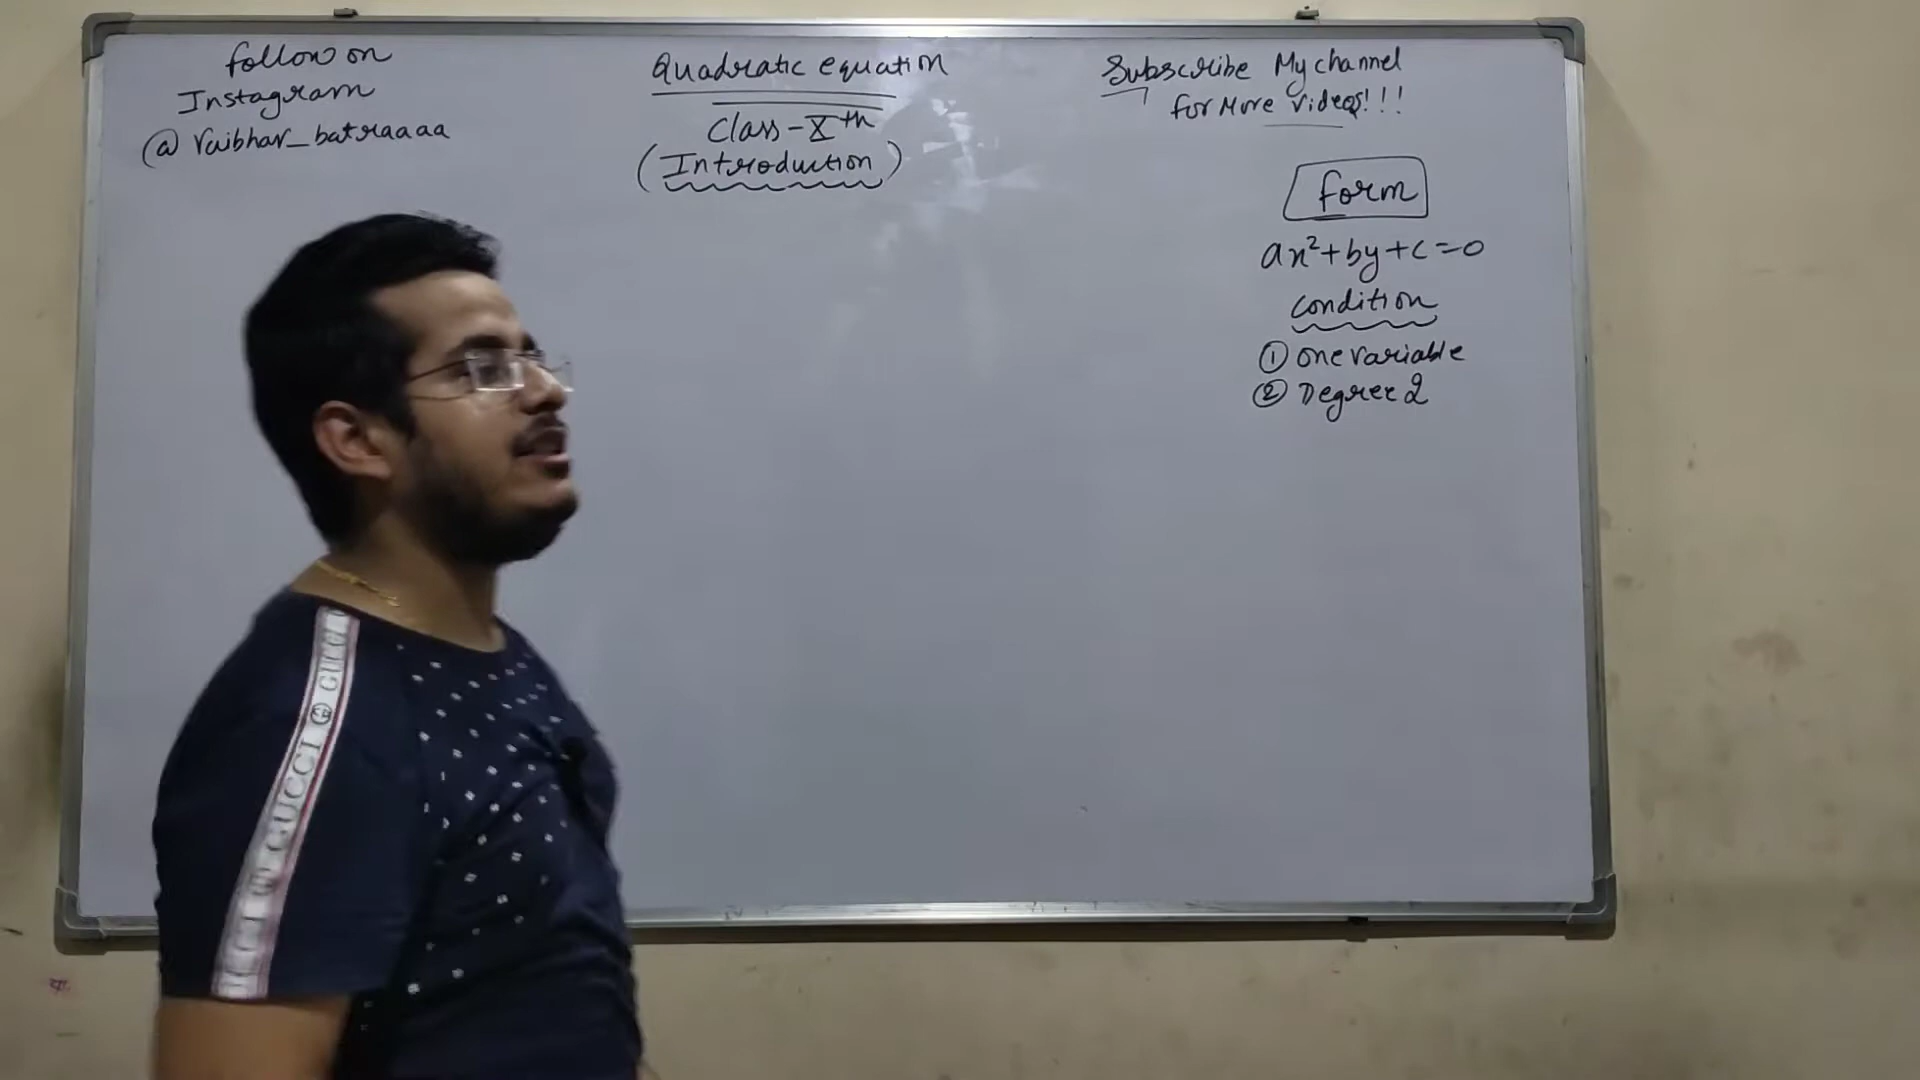 Follow on
Instagram
@ vaibhav_batraaaa
Quadratic equation
Class-Xth
(Introduction)
Subscribe My channel
For More videos!!!
Form
ax²+by+c=0
condition
① one variable
② Degree 2
GUCCI
GUCCI